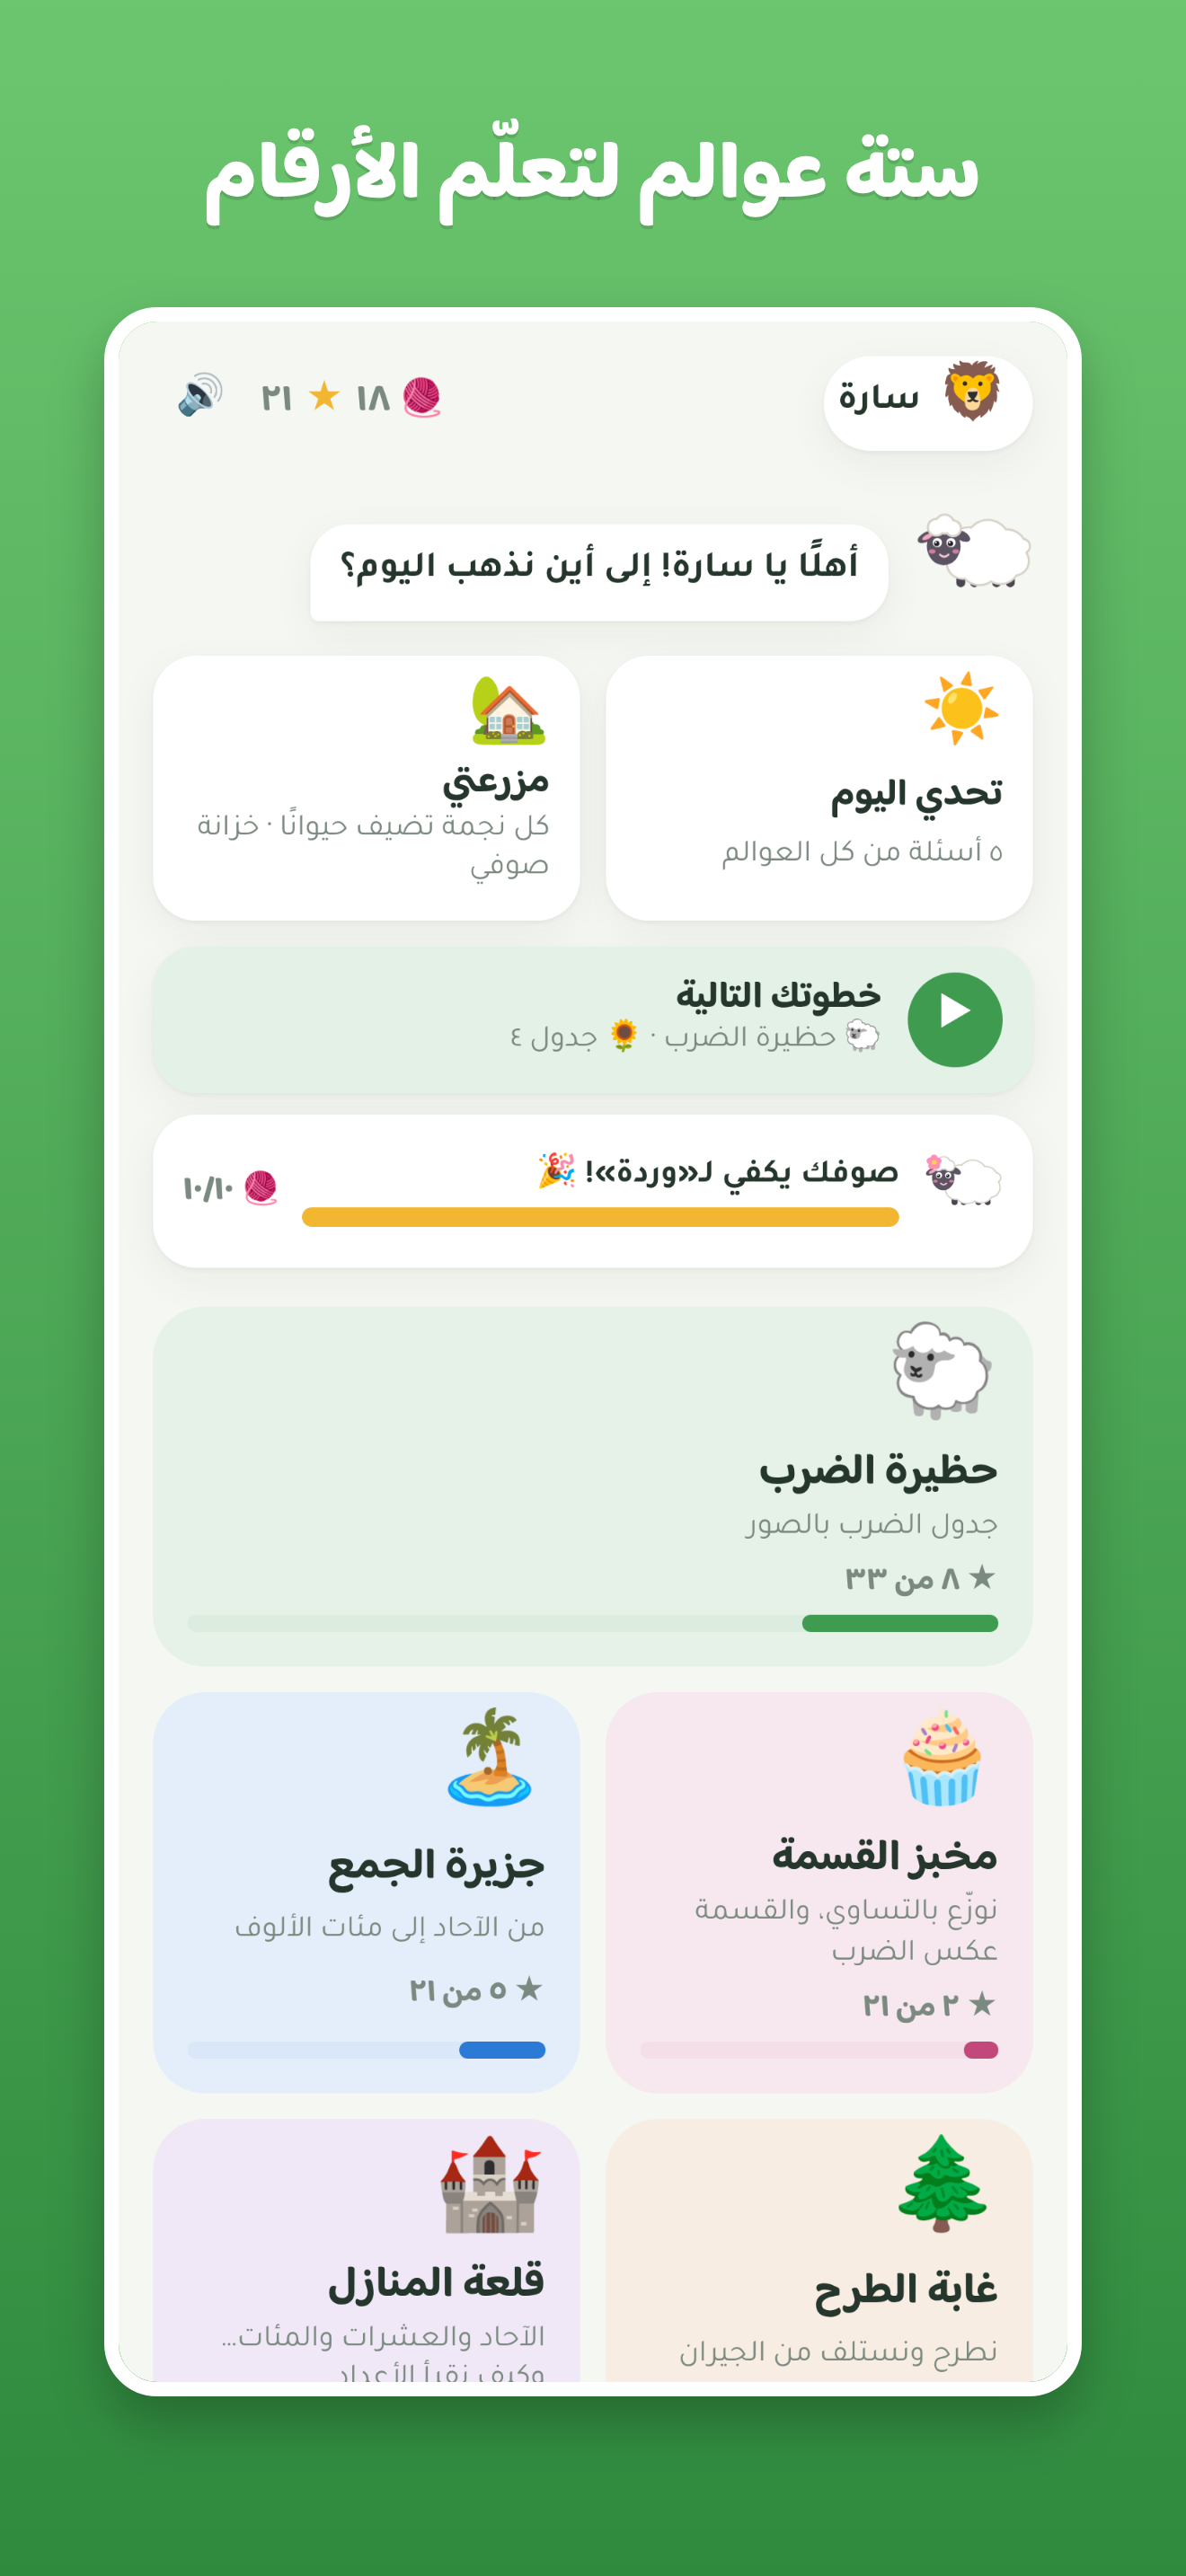 ستة عوالم لتعلّم الأرقام
سارة
١٨ ★ ٢١
أهلًا يا سارة! إلى أين نذهب اليوم؟
تحدي اليوم
٥ أسئلة من كل العوالم
مزرعتي
كل نجمة تضيف حيوانًا · خزانة
صوفي
خطوتك التالية
حظيرة الضرب · جدول ٤
صوفك يكفي لـ«وردة»!
١٠/١٠
حظيرة الضرب
جدول الضرب بالصور
★ ٨ من ٣٣
مخبز القسمة
نوزّع بالتساوي، والقسمة
عكس الضرب
★ ٢ من ٢١
جزيرة الجمع
من الآحاد إلى مئات الألوف
★ ٥ من ٢١
غابة الطرح
نطرح ونستلف من الجيران
قلعة المنازل
الآحاد والعشرات والمئات...
وكيف نقرأ الأعداد